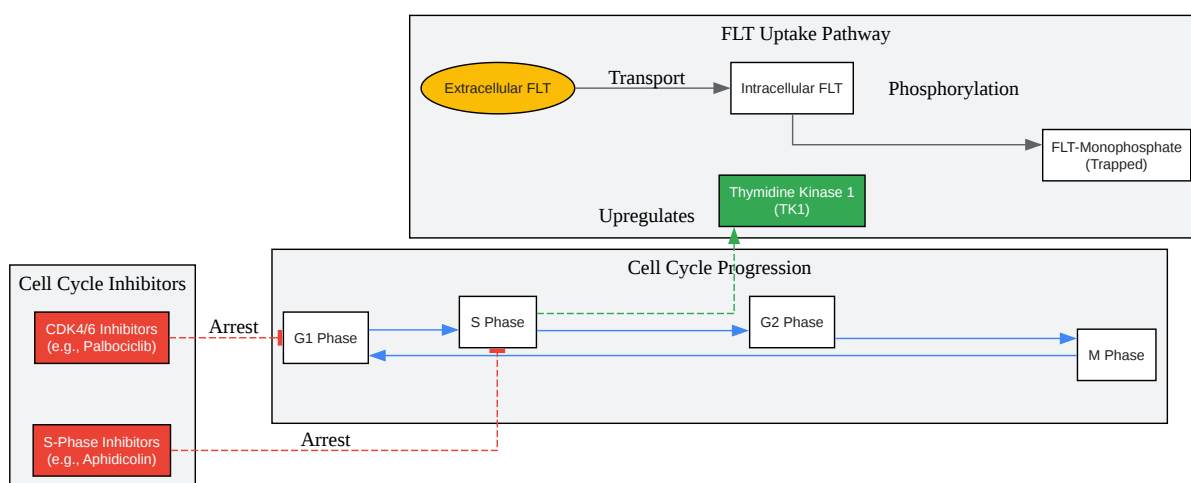 FLT Uptake Pathway
Extracellular FLT
Transport
Intracellular FLT
Phosphorylation
FLT-Monophosphate
(Trapped)
Thymidine Kinase 1
(TK1)
Upregulates
Cell Cycle Progression
Cell Cycle Inhibitors
CDK4/6 Inhibitors
(e.g., Palbociclib)
Arrest
G1 Phase
S Phase
G2 Phase
M Phase
S-Phase Inhibitors
(e.g., Aphidicolin)
Arrest